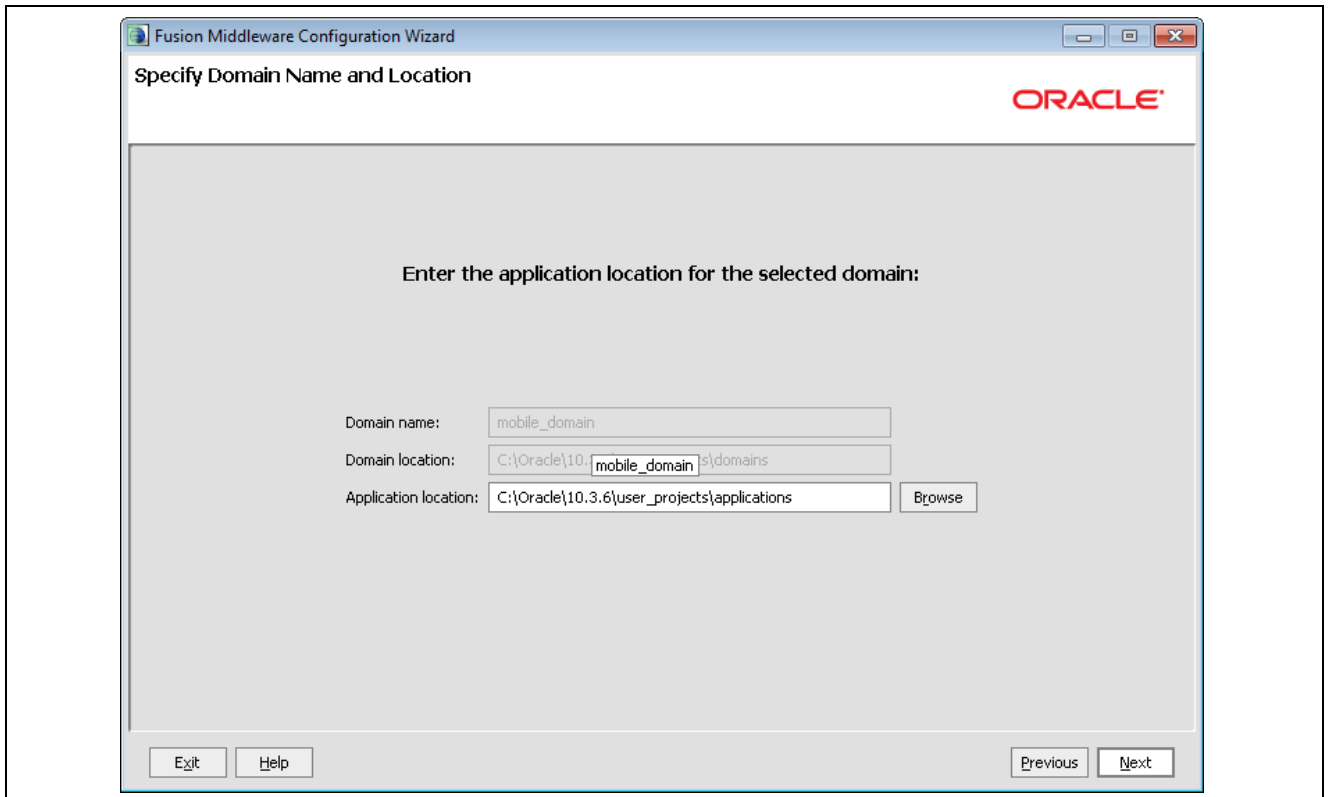 Fusion Middleware Configuration Wizard
Specify Domain Name and Location
ORACLE
Enter the application location for the selected domain:
Domain name: mobile_domain
Domain location: C:\Oracle\10. mobile_domain ts\domains
Application location: C:\Oracle\10.3.6\user_projects\applications Browse
Exit Help Previous Next